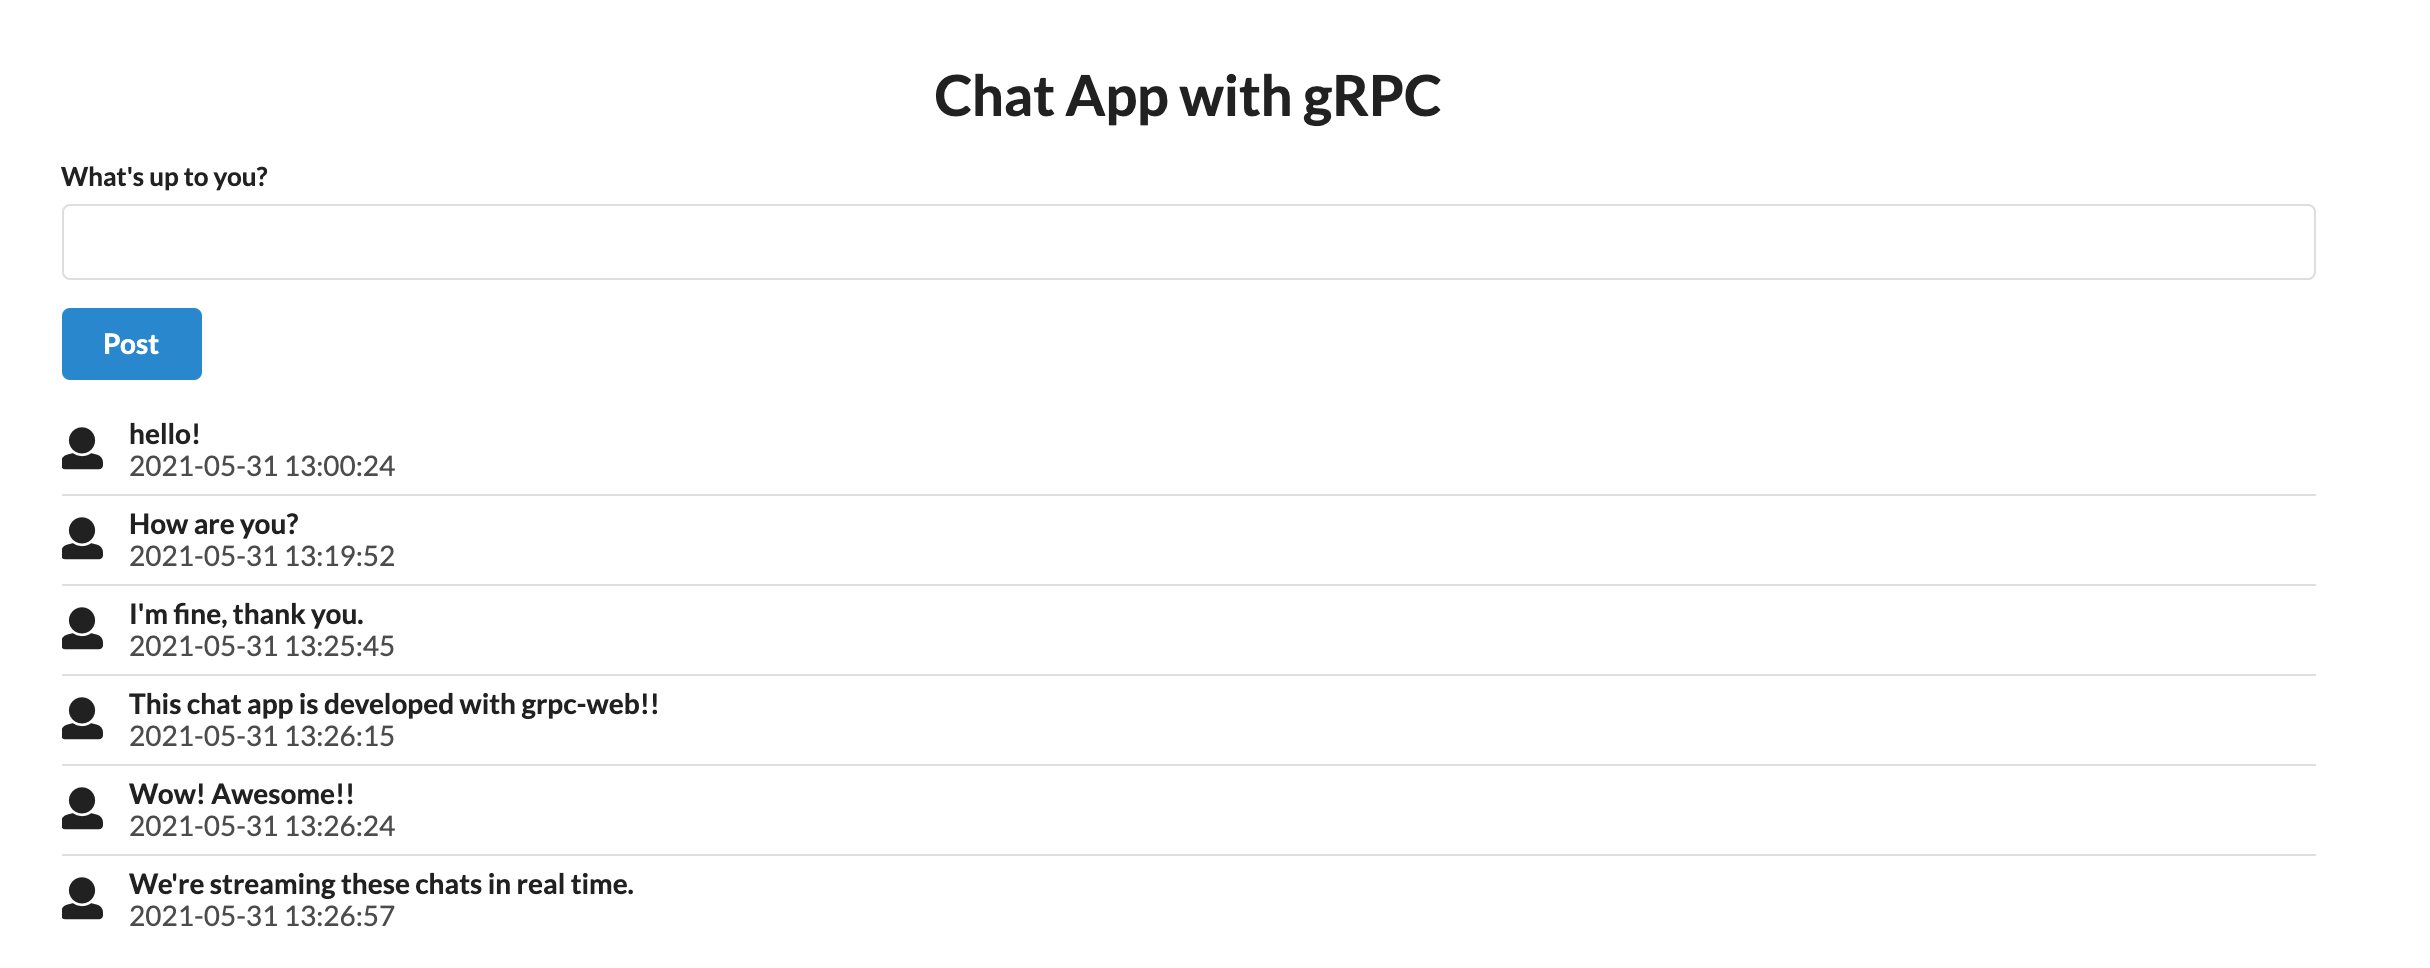 Chat App with gRPC
What's up to you?
Post
hello!
2021-05-31 13:00:24
How are you?
2021-05-31 13:19:52
I'm fine, thank you.
2021-05-31 13:25:45
This chat app is developed with grpc-web!!
2021-05-31 13:26:15
Wow! Awesome!!
2021-05-31 13:26:24
We're streaming these chats in real time.
2021-05-31 13:26:57